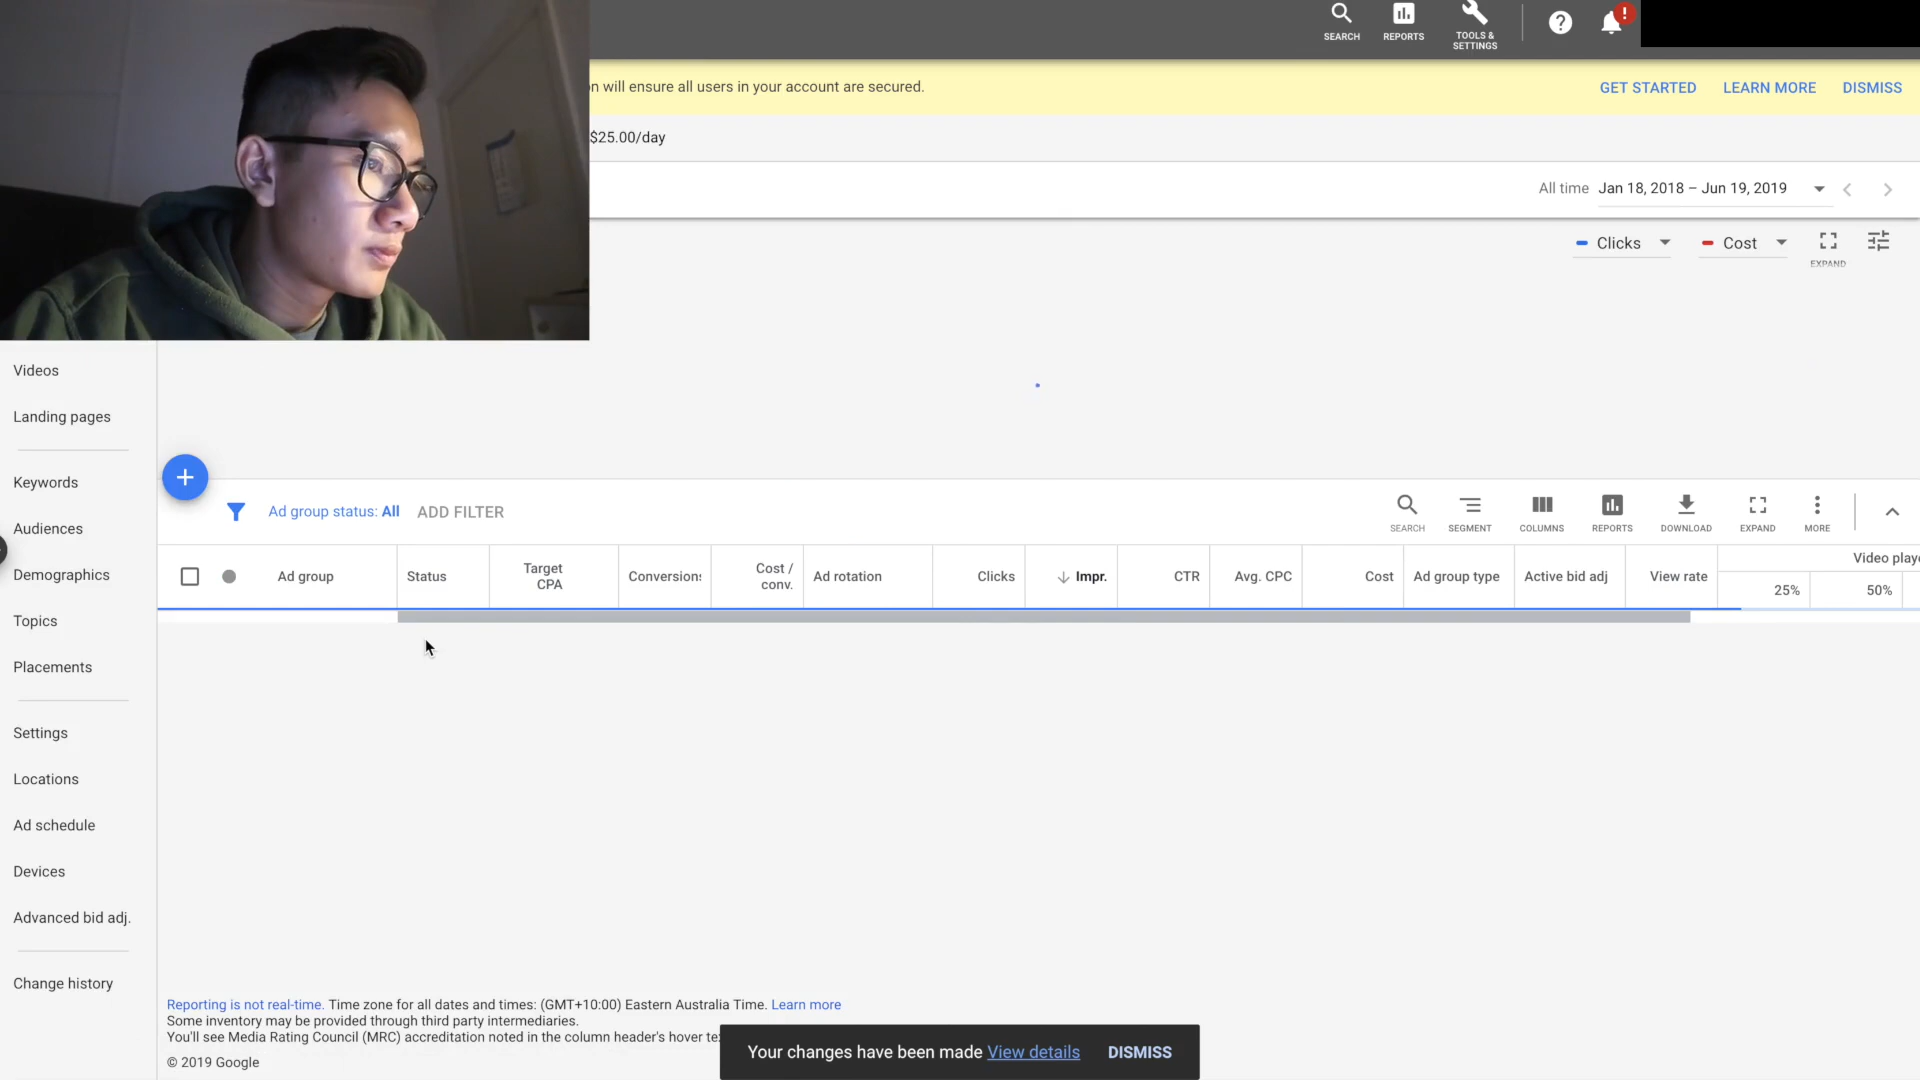 SEARCH
REPORTS
TOOLS &
SETTINGS
?
!
n will ensure all users in your account are secured.
GET STARTED
LEARN MORE
DISMISS
$25.00/day
All time
Jan 18, 2018 – Jun 19, 2019
Clicks
Cost
EXPAND
Videos
Landing pages
Keywords
Audiences
Demographics
Topics
Placements
Settings
Locations
Ad schedule
Devices
Advanced bid adj.
Change history
Ad group status: All
ADD FILTER
SEARCH
SEGMENT
COLUMNS
REPORTS
DOWNLOAD
EXPAND
MORE
Ad group
Status
Target
CPA
Conversions
Cost /
conv.
Ad rotation
Clicks
Impr.
CTR
Avg. CPC
Cost
Ad group type
Active bid adj
View rate
Video playe
25%
50%
Reporting is not real-time. Time zone for all dates and times: (GMT+10:00) Eastern Australia Time. Learn more
Some inventory may be provided through third party intermediaries.
You'll see Media Rating Council (MRC) accreditation noted in the column header's hover te
© 2019 Google
Your changes have been made View details
DISMISS